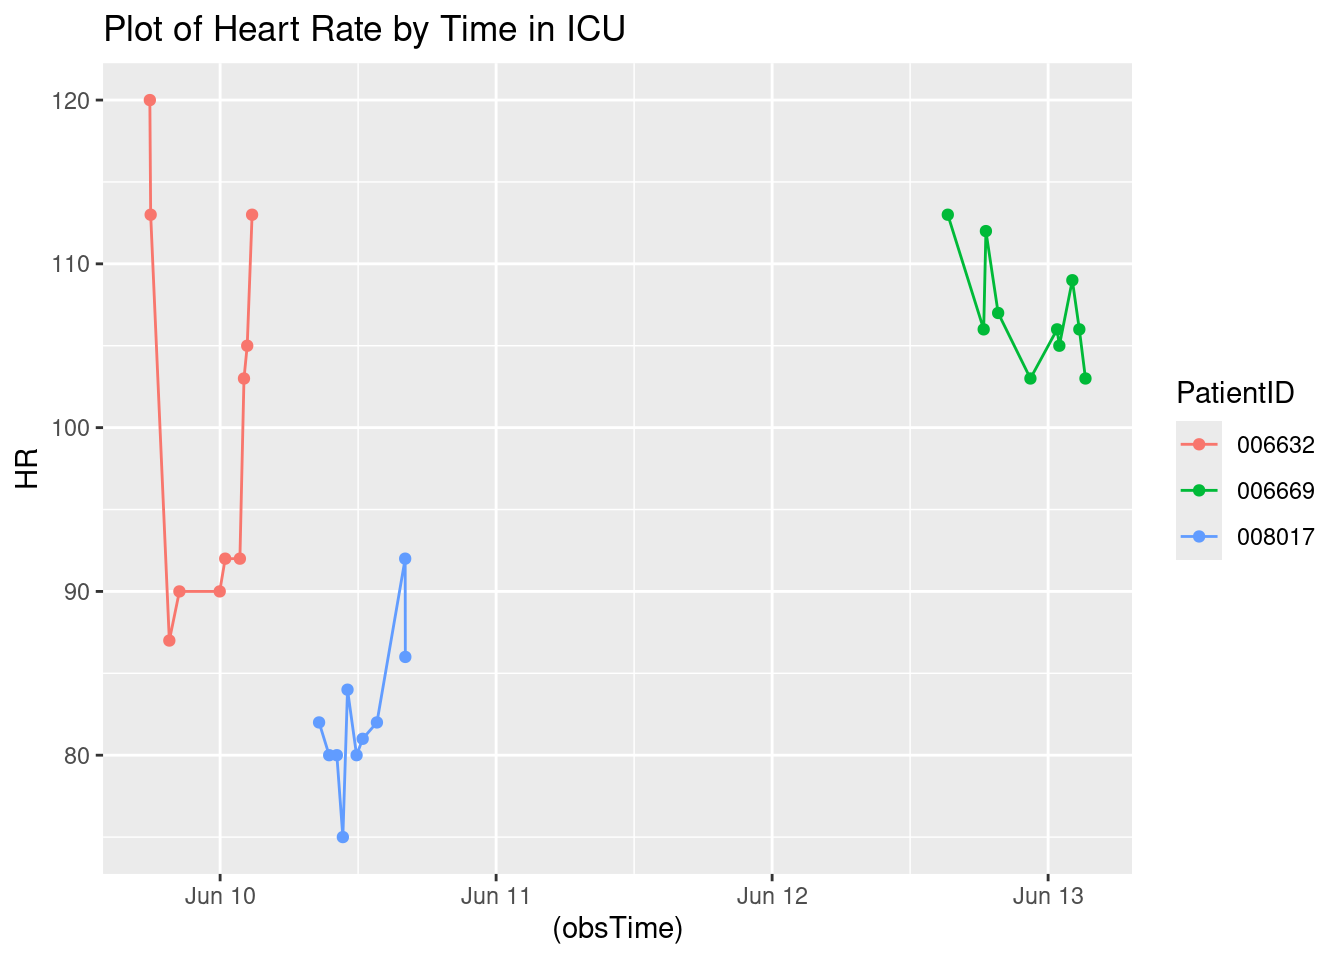 Plot of Heart Rate by Time in ICU
120
110
100
90
80
HR
Jun 10
Jun 11
Jun 12
Jun 13
(obsTime)
PatientID
006632
006669
008017